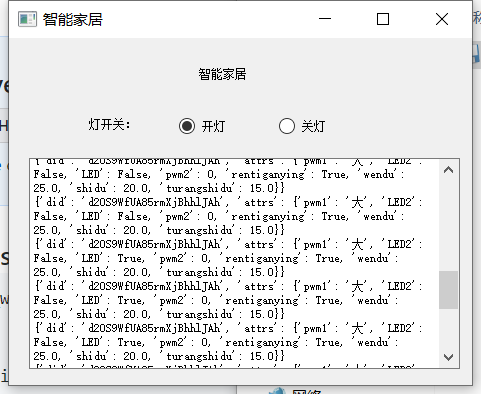 智能家居
智能家居
灯开关：
开灯
关灯
{'did': 'd2OS9WfUA85rmXjBhhlJAh', 'attrs': {'pwm1': '大', 'LED2':
False, 'LED': False, 'pwm2': 0, 'rentiganying': True, 'wendu':
25.0, 'shidu': 20.0, 'turangshidu': 15.0}}
{'did': 'd2OS9WfUA85rmXjBhhlJAh', 'attrs': {'pwm1': '大', 'LED2':
False, 'LED': False, 'pwm2': 0, 'rentiganying': True, 'wendu':
25.0, 'shidu': 20.0, 'turangshidu': 15.0}}
{'did': 'd2OS9WfUA85rmXjBhhlJAh', 'attrs': {'pwm1': '大', 'LED2':
False, 'LED': True, 'pwm2': 0, 'rentiganying': True, 'wendu':
25.0, 'shidu': 20.0, 'turangshidu': 15.0}}
{'did': 'd2OS9WfUA85rmXjBhhlJAh', 'attrs': {'pwm1': '大', 'LED2':
False, 'LED': True, 'pwm2': 0, 'rentiganying': True, 'wendu':
25.0, 'shidu': 20.0, 'turangshidu': 15.0}}
{'did': 'd2OS9WfUA85rmXjBhhlJAh', 'attrs': {'pwm1': '大', 'LED2':
False, 'LED': True, 'pwm2': 0, 'rentiganying': True, 'wendu':
25.0, 'shidu': 20.0, 'turangshidu': 15.0}}